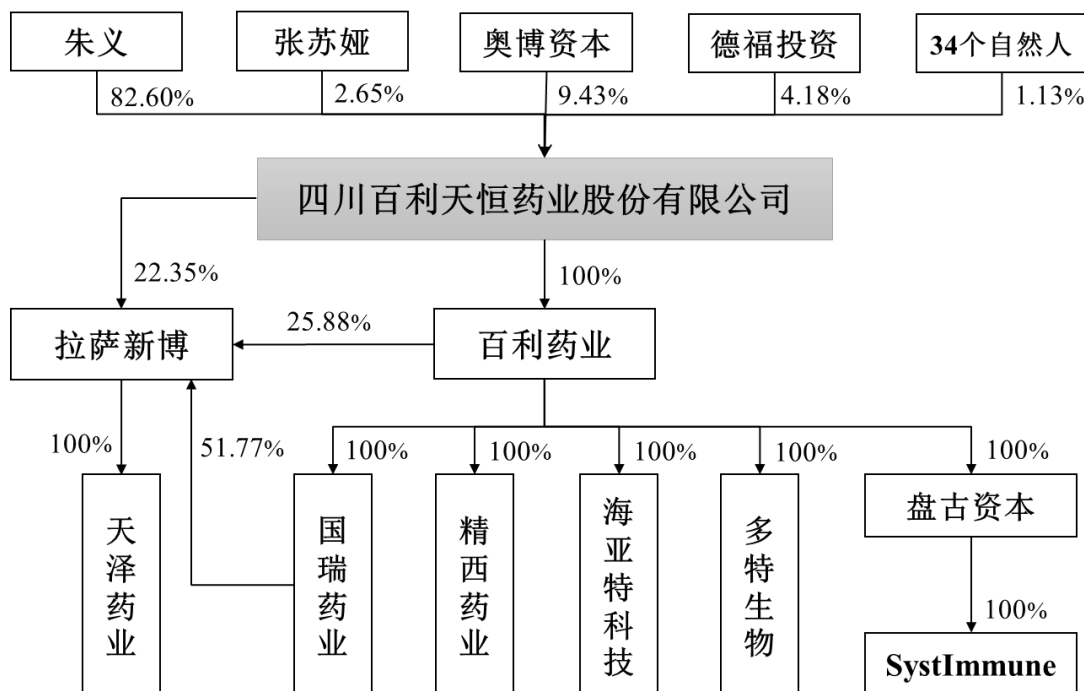 朱义
张苏娅
奥博资本
德福投资
34个自然人
82.60%
2.65%
9.43%
4.18%
1.13%
四川百利天恒药业股份有限公司
22.35%
100%
拉萨新博
25.88%
百利药业
100%
51.77%
100%
100%
100%
100%
100%
天泽药业
国瑞药业
精西药业
海亚特科技
多特生物
盘古资本
100%
SystImmune